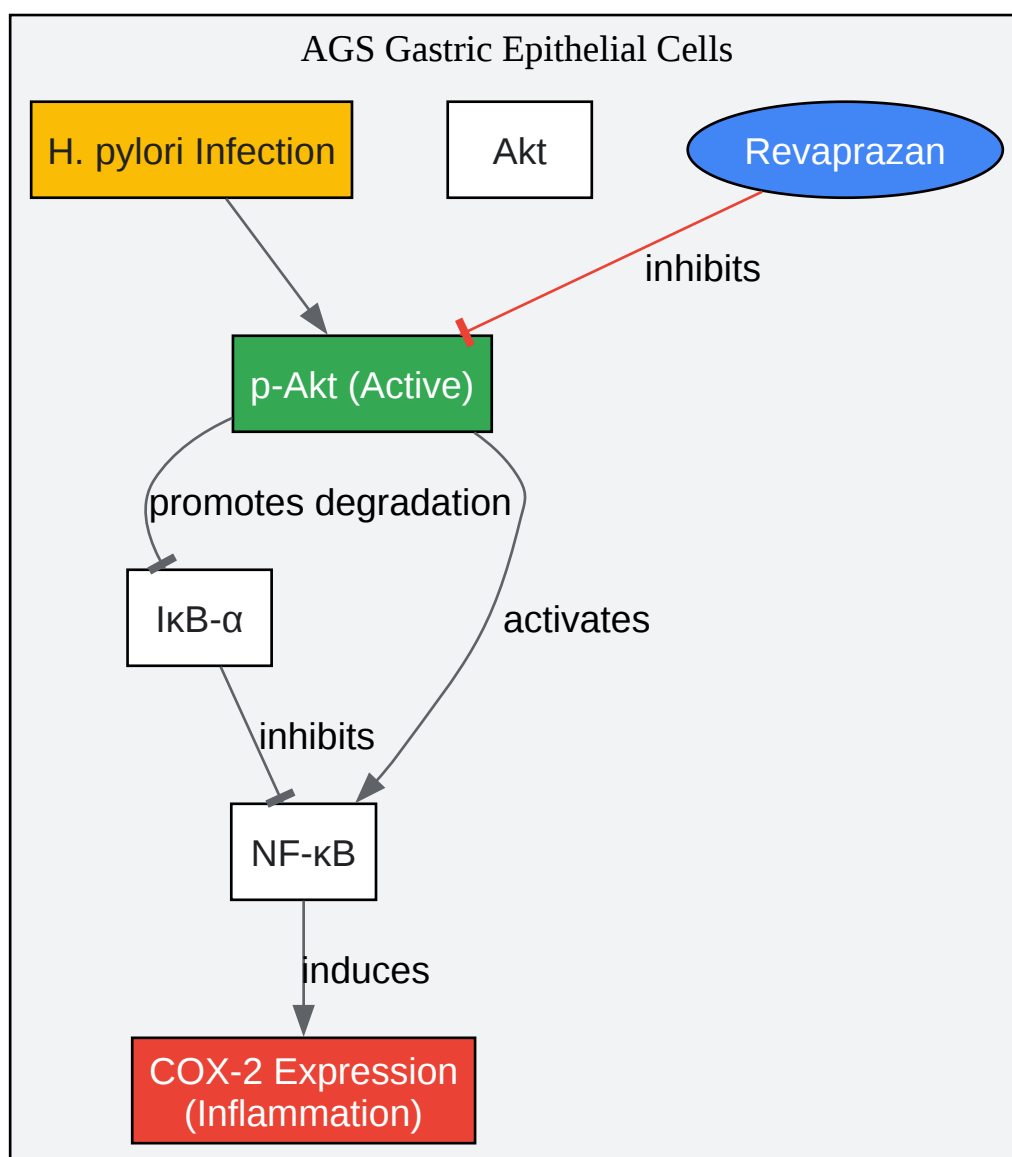 AGS Gastric Epithelial Cells
H. pylori Infection
Akt
Revaprazan
inhibits
p-Akt (Active)
promotes degradation
IκB-α
activates
inhibits
NF-κB
induces
COX-2 Expression
(Inflammation)